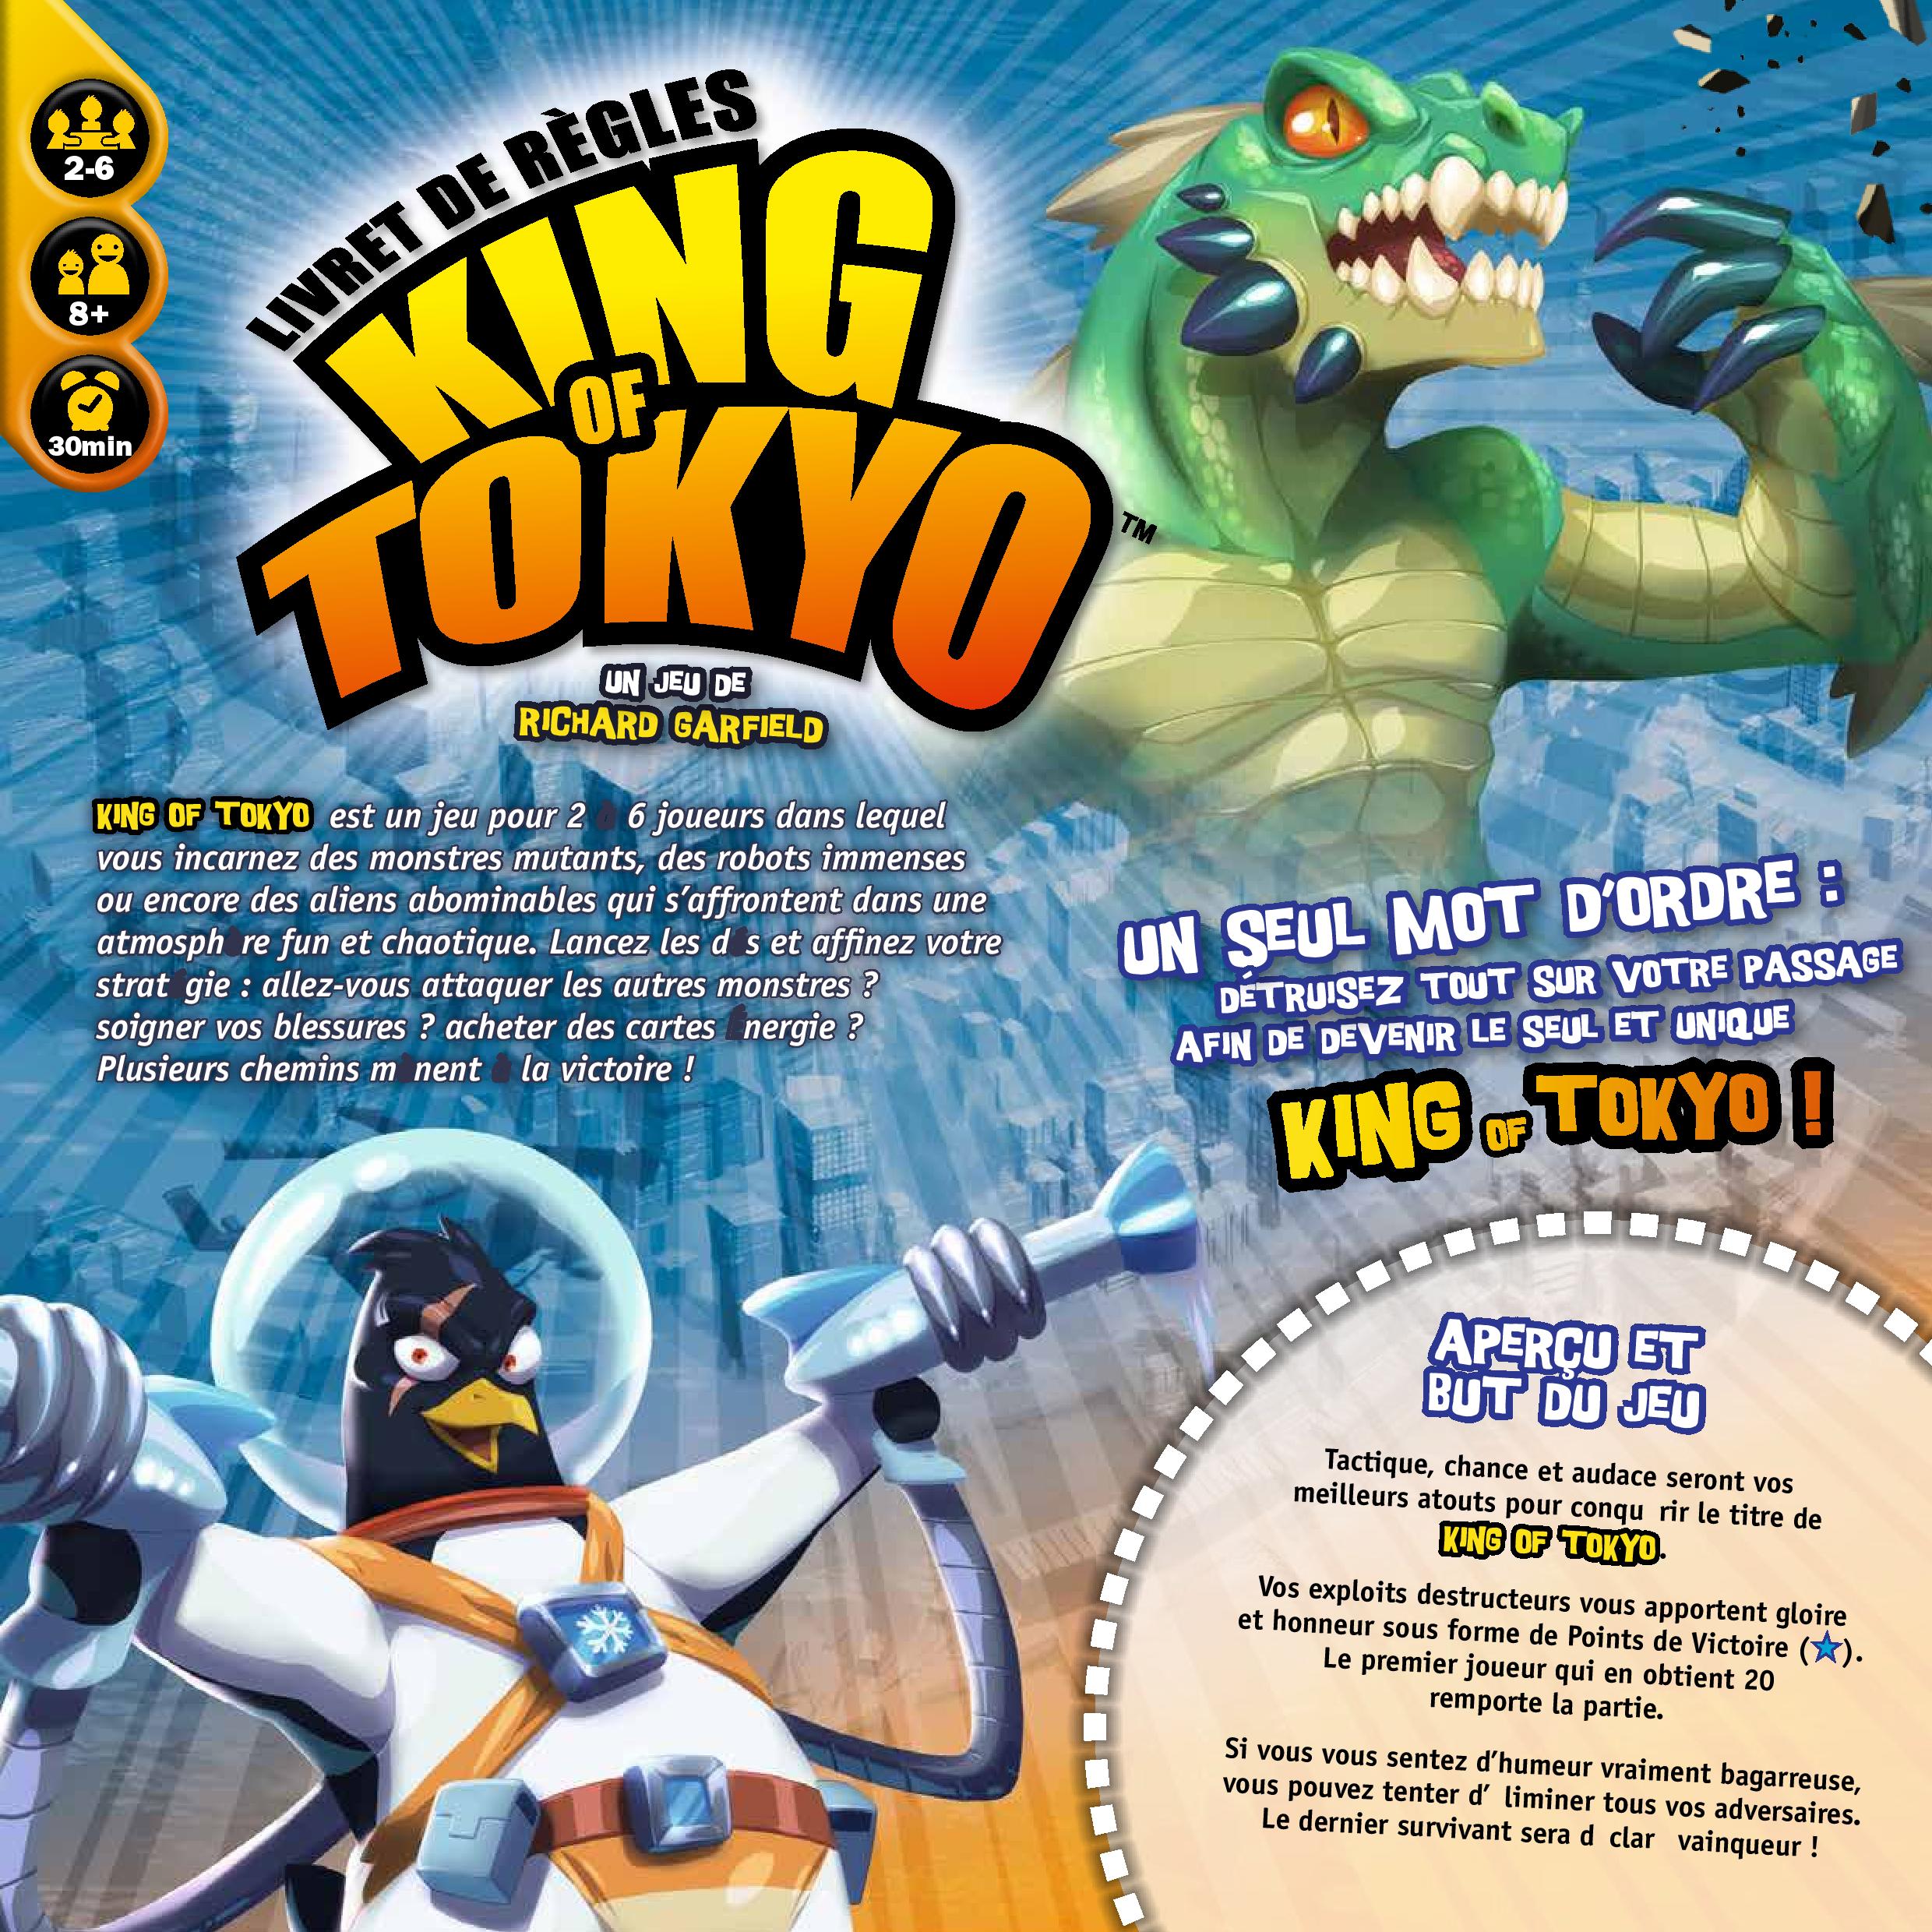 2-6
8+
30min
LIVRET DE RÈGLES
KING
OF
TOKYO
TM
UN JEU DE
RICHARD GARFIELD
KING OF TOKYO est un jeu pour 2 à 6 joueurs dans lequel
vous incarnez des monstres mutants, des robots immenses
ou encore des aliens abominables qui s'affrontent dans une
atmosph re fun et chaotique. Lancez les d s et affinez votre
strat gie : allez-vous attaquer les autres monstres ?
soigner vos blessures ? acheter des cartes Énergie ?
Plusieurs chemins m nent à la victoire !
UN SEUL MOT D'ORDRE :
DÉTRUISEZ TOUT SUR VOTRE PASSAGE
AFIN DE DEVENIR LE SEUL ET UNIQUE
KING OF TOKYO !
APERÇU ET
BUT DU JEU
Tactique, chance et audace seront vos
meilleurs atouts pour conqu rir le titre de
KING OF TOKYO.
Vos exploits destructeurs vous apportent gloire
et honneur sous forme de Points de Victoire (★).
Le premier joueur qui en obtient 20
remporte la partie.
Si vous vous sentez d'humeur vraiment bagarreuse,
vous pouvez tenter d' liminer tous vos adversaires.
Le dernier survivant sera d clar vainqueur !